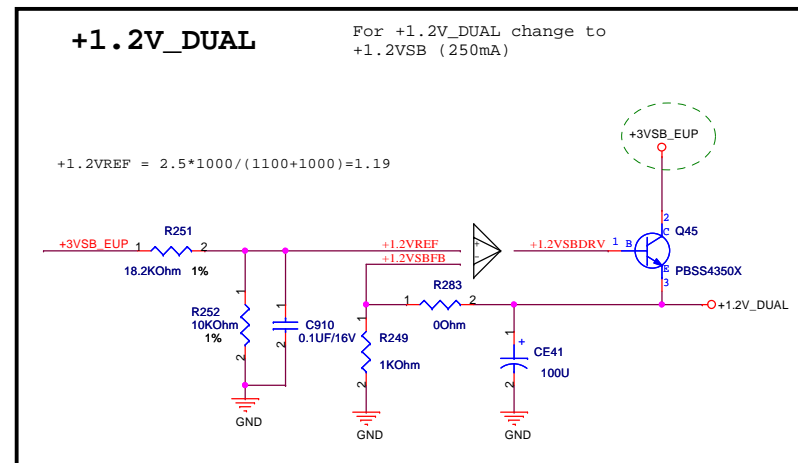 +1.2V_DUAL
For +1.2V_DUAL change to
+1.2VSB (250mA)
+3VSB_EUP
+1.2VREF = 2.5*1000/(1100+1000)=1.19
2
C
Q45
+3VSB_EUP
1
R251
2
+1.2VREF
+
+1.2VSBDRV
1
B
18.2KOhm
1%
+1.2VSBFB
-
PBSS4350X
E
3
R283
1
2
+1.2V_DUAL
0Ohm
1
R252
10KOhm
1%
2
1
C910
0.1UF/16V
2
1
R249
1KOhm
2
1
+
CE41
100U
2
GND
GND
GND